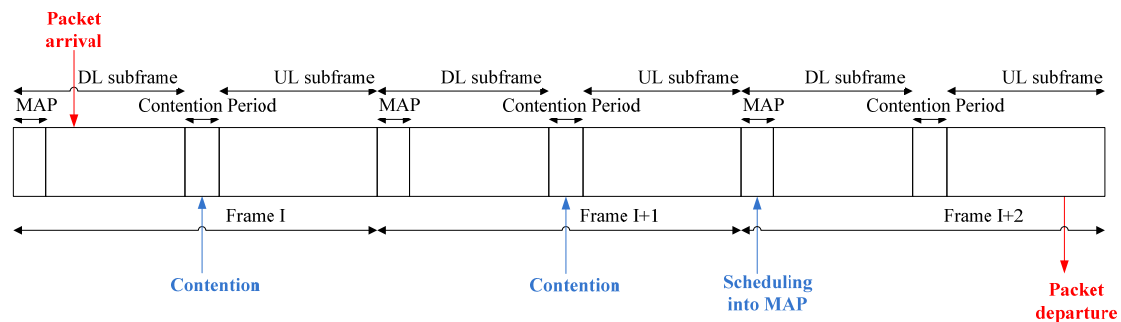 Packet
arrival
DL subframe
UL subframe
DL subframe
UL subframe
DL subframe
UL subframe
MAP
Contention Period
MAP
Contention Period
MAP
Contention Period
Frame I
Frame I+1
Frame I+2
Contention
Contention
Scheduling
into MAP
Packet
departure